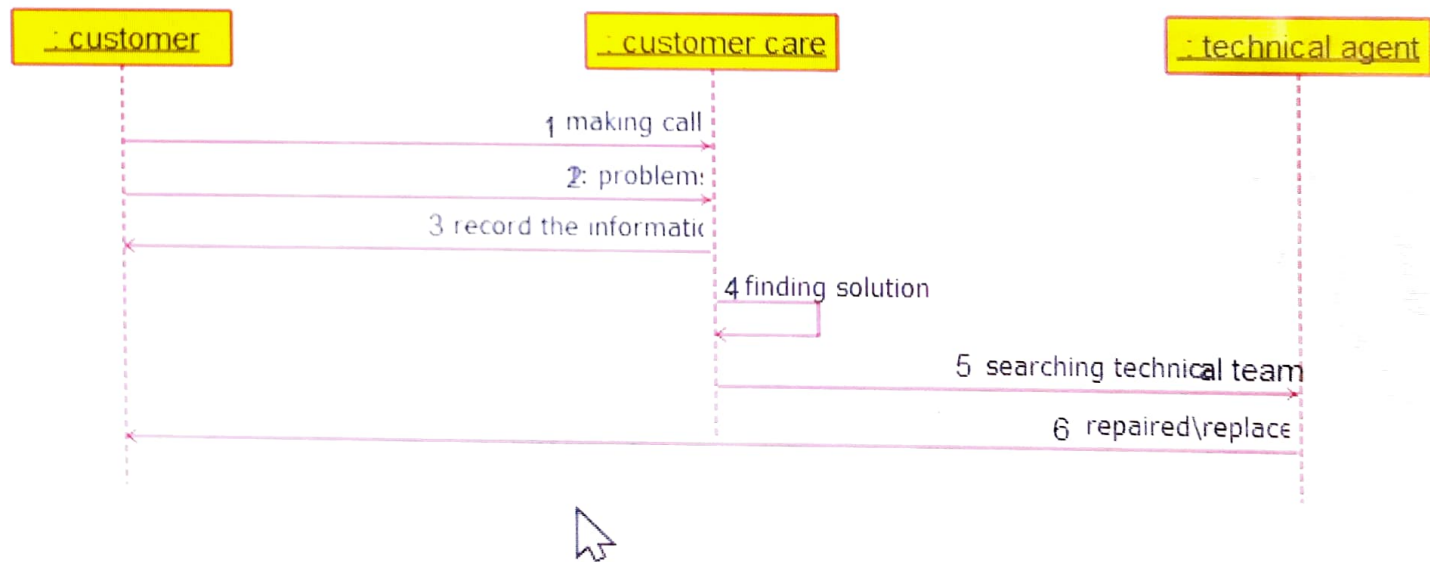 : customer
: customer care
: technical agent
1 making call
2: problem
3 record the informatic
4 finding solution
5 searching technical team
6 repaired\replace